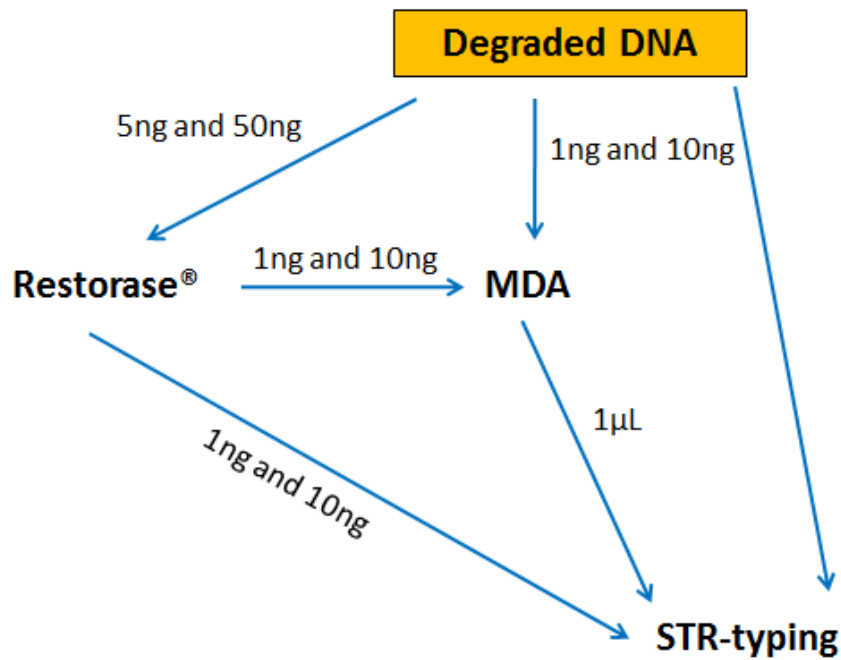 Degraded DNA
5ng and 50ng
1ng and 10ng
1ng and 10ng
Restorase®
MDA
1µL
1ng and 10ng
STR-typing